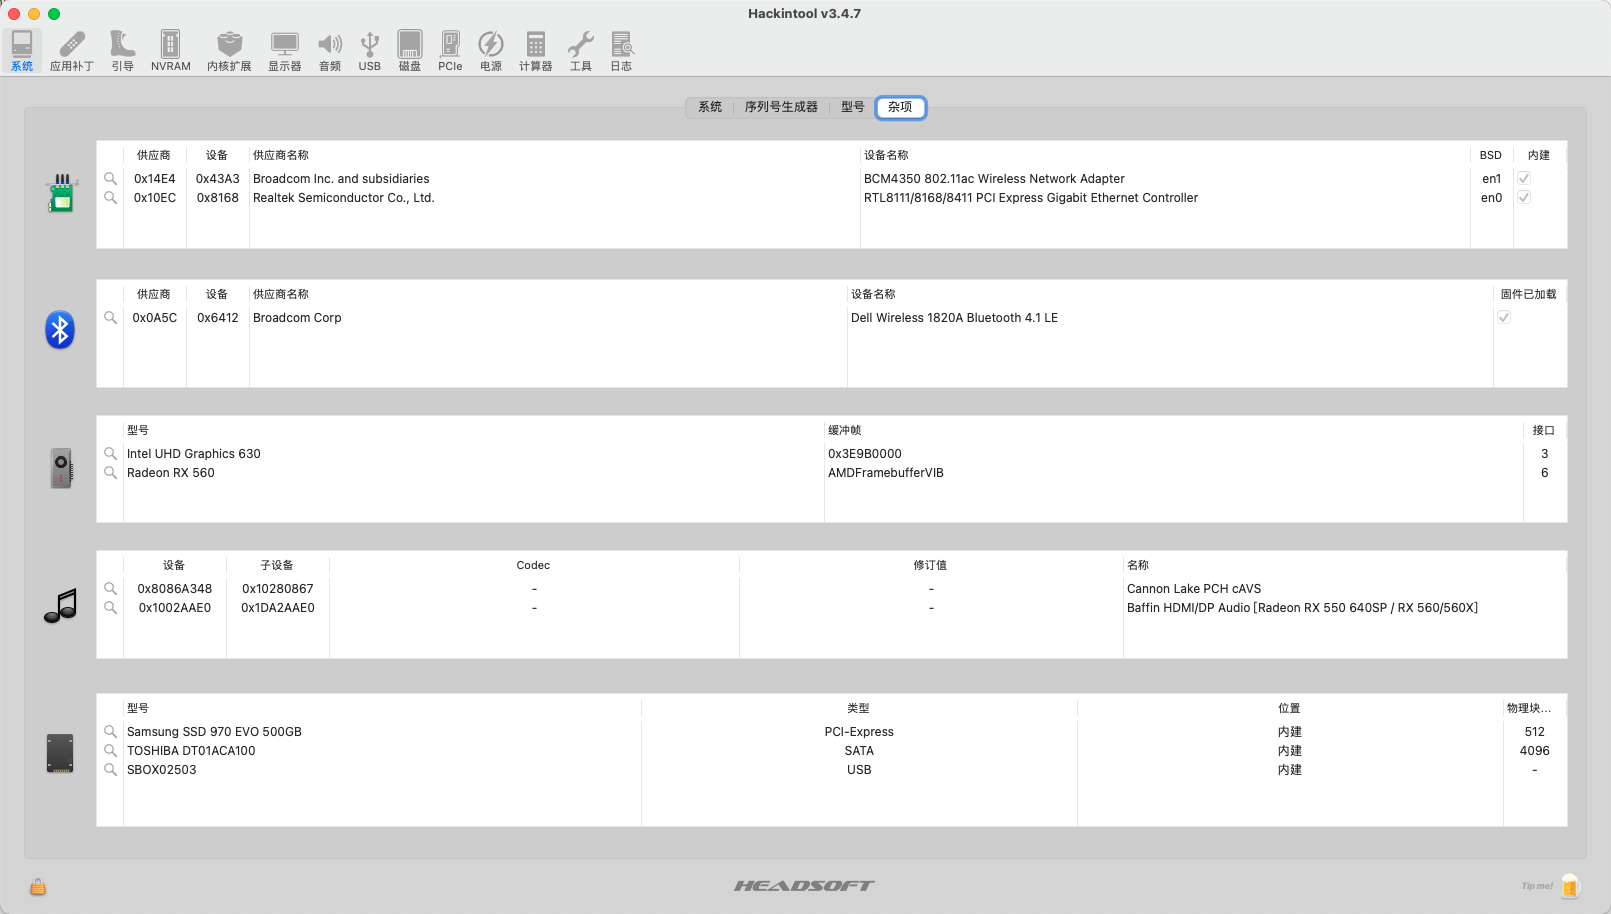 Hackintool v3.4.7
系统 应用补丁 引导 NVRAM 内核扩展 显示器 音频 USB 磁盘 PCIe 电源 计算器 工具 日志
系统 序列号生成器 型号 杂项
供应商 设备 供应商名称 设备名称 BSD 内建
0x14E4 0x43A3 Broadcom Inc. and subsidiaries BCM4350 802.11ac Wireless Network Adapter en1
0x10EC 0x8168 Realtek Semiconductor Co., Ltd. RTL8111/8168/8411 PCI Express Gigabit Ethernet Controller en0
供应商 设备 供应商名称 设备名称 固件已加载
0x0A5C 0x6412 Broadcom Corp Dell Wireless 1820A Bluetooth 4.1 LE
型号 缓冲帧 接口
Intel UHD Graphics 630 0x3E9B0000 3
Radeon RX 560 AMDFramebufferVIB 6
设备 子设备 Codec 修订值 名称
0x8086A348 0x10280867 - - Cannon Lake PCH cAVS
0x1002AAE0 0x1DA2AAE0 - - Baffin HDMI/DP Audio [Radeon RX 550 640SP / RX 560/560X]
型号 类型 位置 物理块...
Samsung SSD 970 EVO 500GB PCI-Express 内建 512
TOSHIBA DT01ACA100 SATA 内建 4096
SBOX02503 USB 内建 -
HEADSOFT
Tip me!